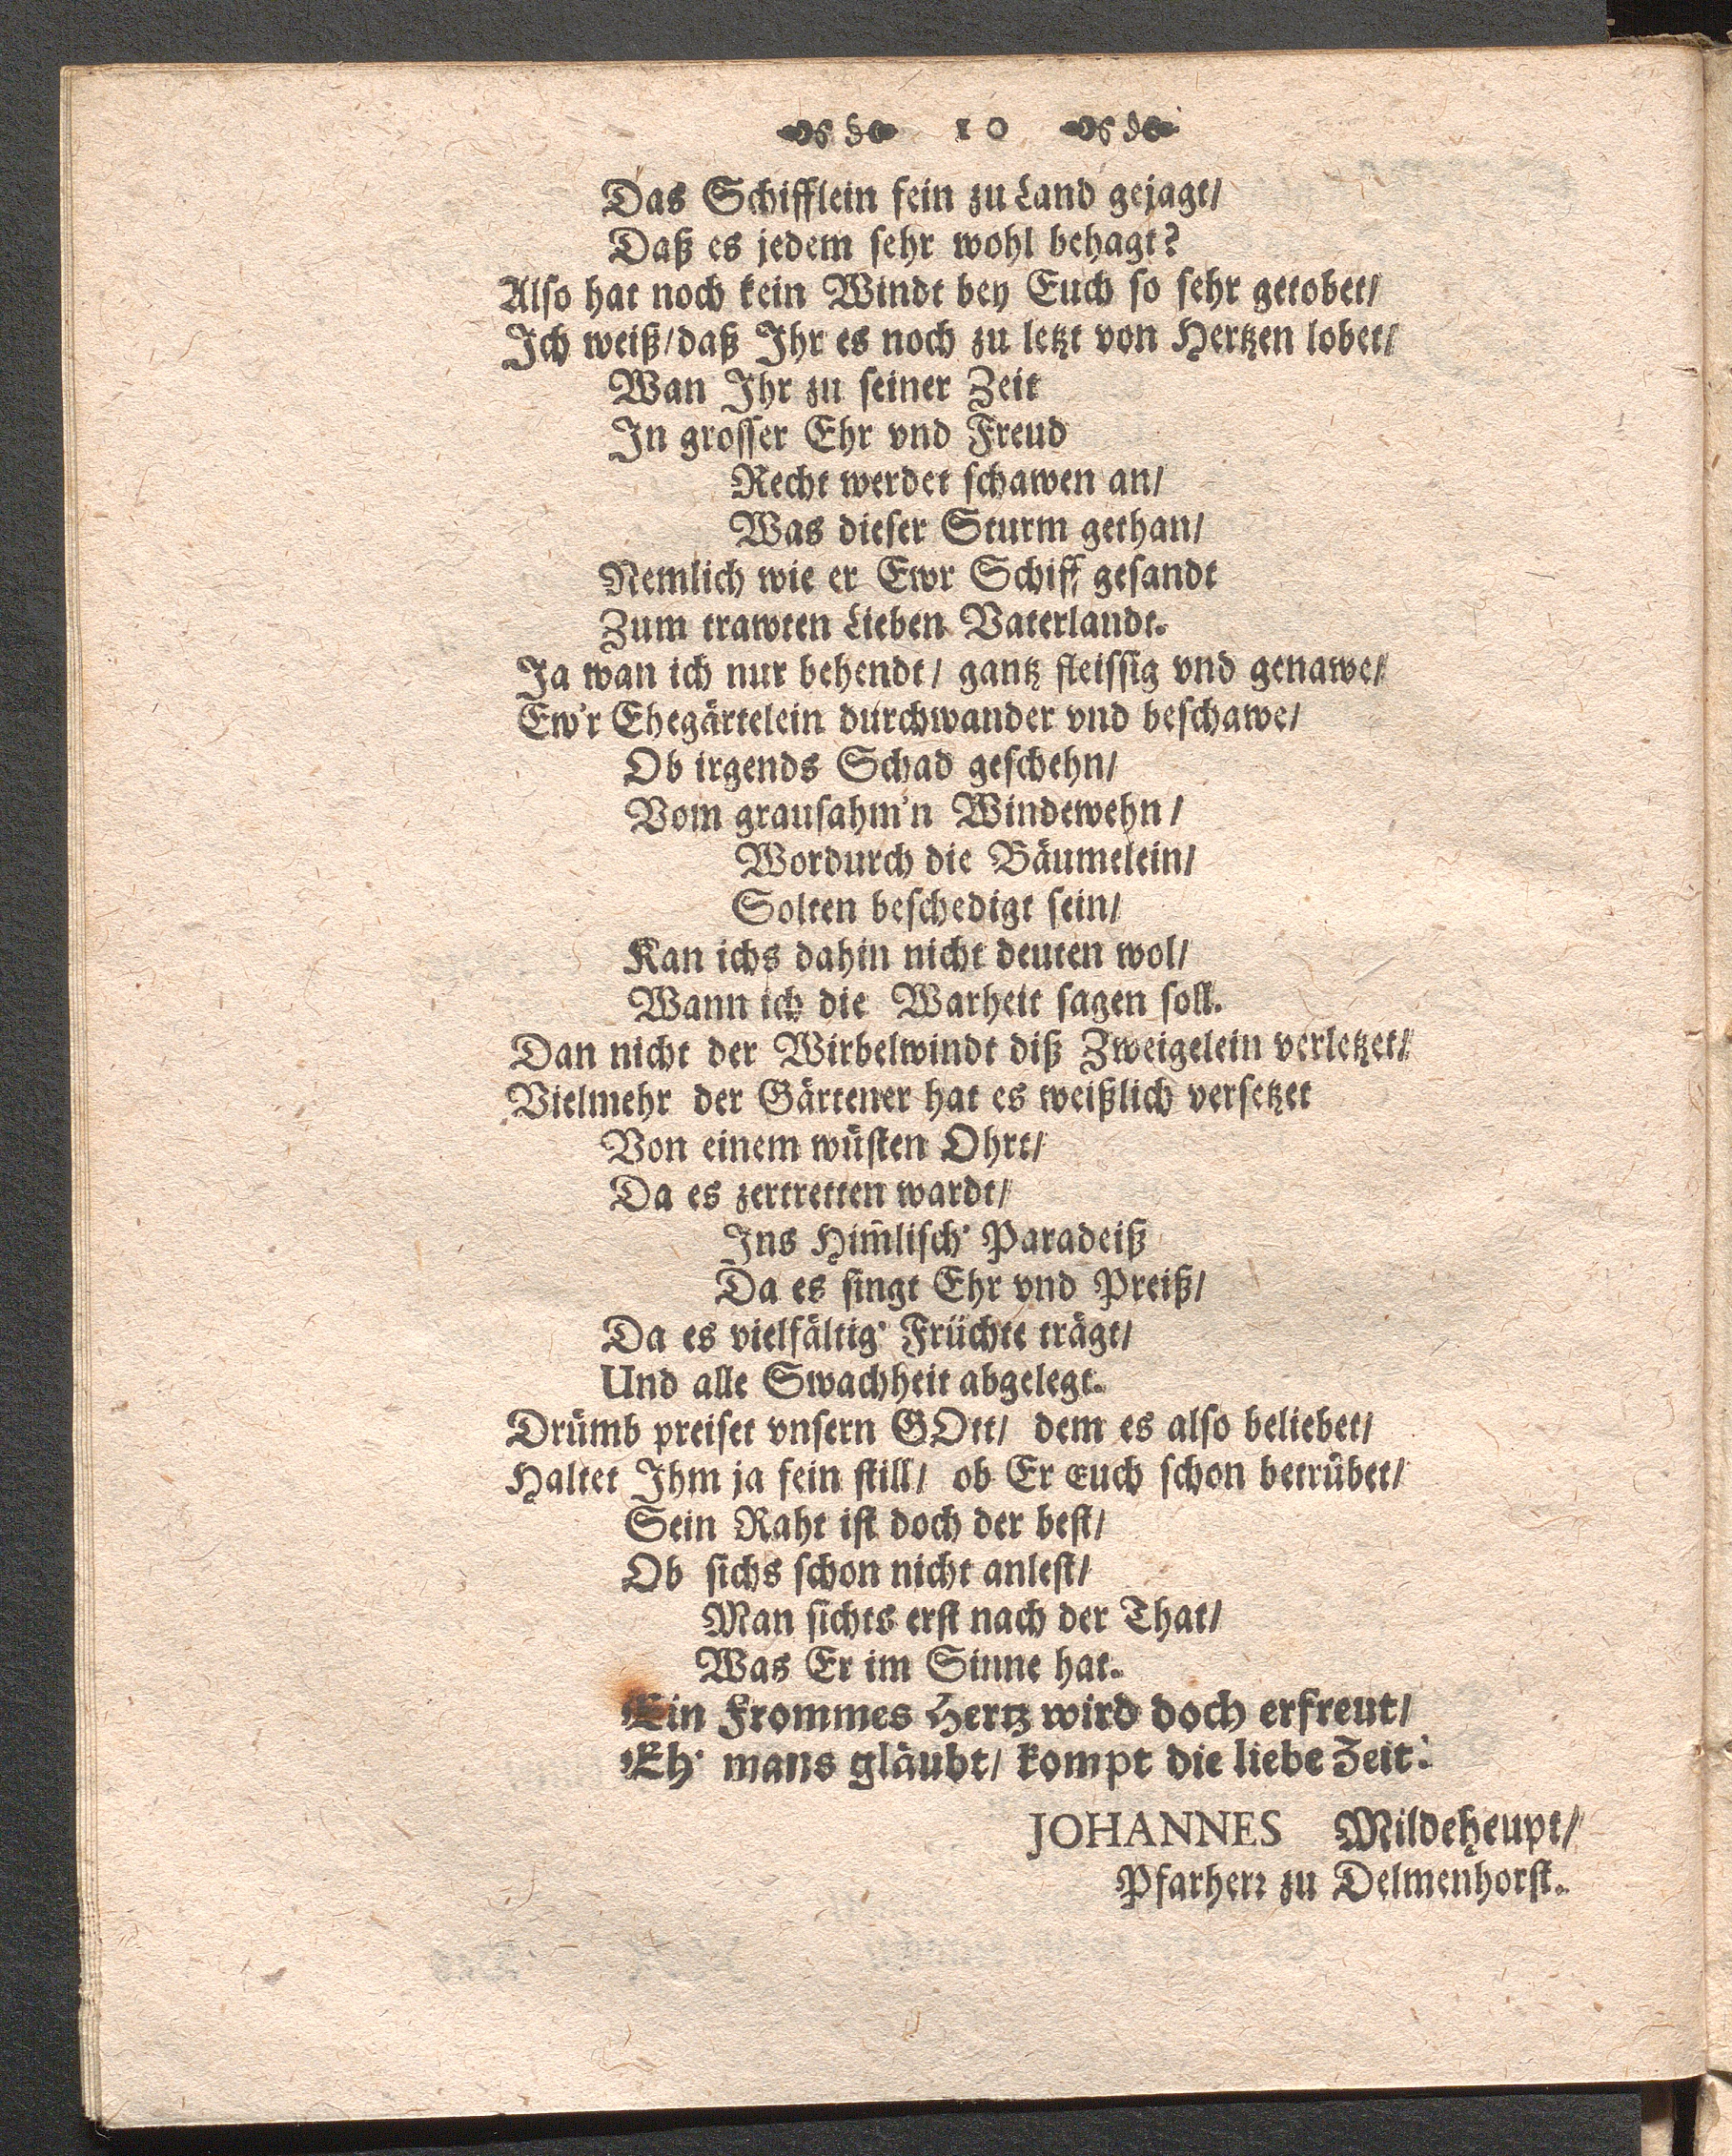 10
Das Schifflein fein zu Land gejagt/
Daß es jedem sehr wohl behagt?
Also hat noch kein Windt bey Euch so sehr getobet/
Ich weiß/daß Ihr es noch zu letzt von Hertzen lobet/
Wan Ihr zu seiner Zeit
In grosser Ehr vnd Freud
Recht werdet schawen an/
Was dieser Sturm gethan/
Nemlich wie er Ewr Schiff gesandt
Zum trawten Lieben Vaterlandt.
Ja wan ich nur behendt/ gantz fleissig vnd genawe/
Ew'r Ehegärtelein durchwander vnd beschawe/
Ob irgends Schad geschehn/
Vom grausahm'n Windewehn/
Wordurch die Bäumelein/
Solten beschedigt sein/
Kan ichs dahin nicht deuten wol/
Wann ich die Warheit sagen soll.
Dan nicht der Wirbelwindt diß Zweigelein verletzet/
Vielmehr der Gärtener hat es weißlich versetzet
Von einem wüsten Ohrt/
Da es zertretten wardt/
Ins Him̃lisch' Paradeiß
Da es singt Ehr vnd Preiß/
Da es vielfältig' Früchte trägt/
Und alle Swachheit abgelegt.
Drümb preiset vnsern GOtt/ dem es also beliebet/
Haltet Ihm ja fein still/ ob Er Euch schon betrübet/
Sein Raht ist doch der best/
Ob sichs schon nicht anlest/
Man sichts erst nach der That/
Was Er im Sinne hat.
Ein Frommes Hertz wird doch erfreut/
Eh' mans gläubt/ kompt die liebe Zeit.
JOHANNES Mildeheupt/
Pfarherr zu Delmenhorst.